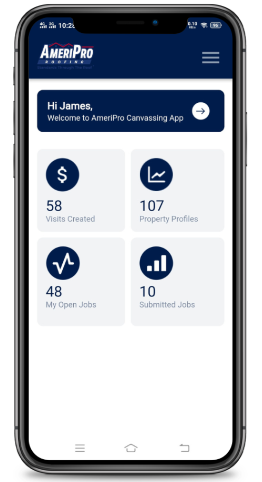 10:28
AMERIPRO
ROOFING
Hi James,
Welcome to AmeriPro Canvassing App
58
Visits Created
107
Property Profiles
48
My Open Jobs
10
Submitted Jobs